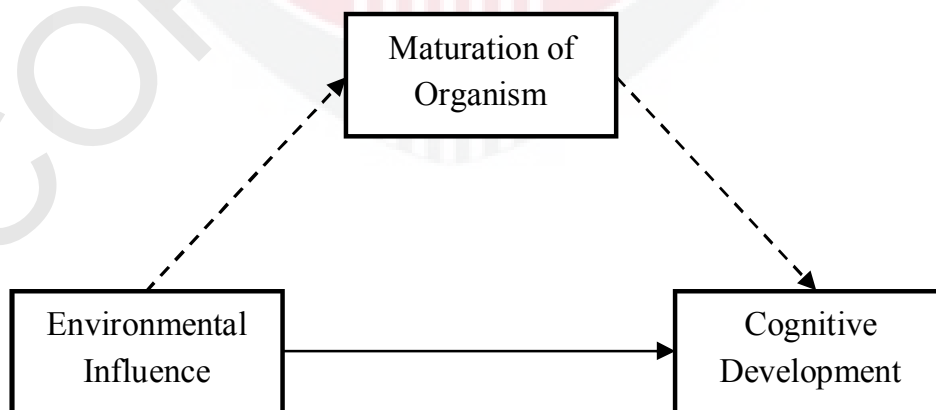 Maturation of
Organism
Environmental
Influence
Cognitive
Development